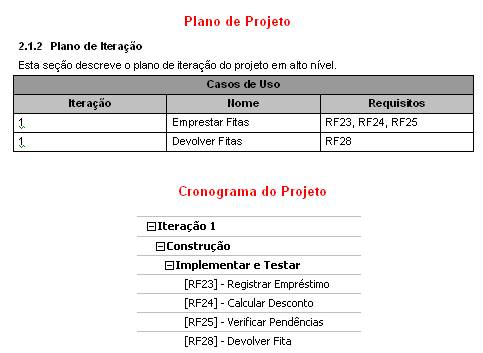 Plano de Projeto
2.1.2 Plano de Iteração
Esta seção descreve o plano de iteração do projeto em alto nível.
Casos de Uso
Iteração Nome Requisitos
1 Emprestar Fitas RF23, RF24, RF25
1 Devolver Fitas RF28
Cronograma do Projeto
Iteração 1
Construção
Implementar e Testar
[RF23] - Registrar Empréstimo
[RF24] - Calcular Desconto
[RF25] - Verificar Pendências
[RF28] - Devolver Fita